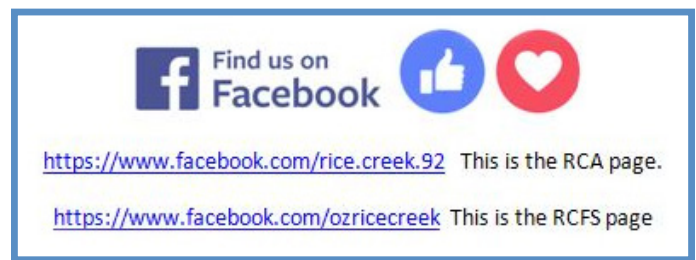 Find us on
Facebook
https://www.facebook.com/rice.creek.92 This is the RCA page.
https://www.facebook.com/ozricecreek This is the RCFS page